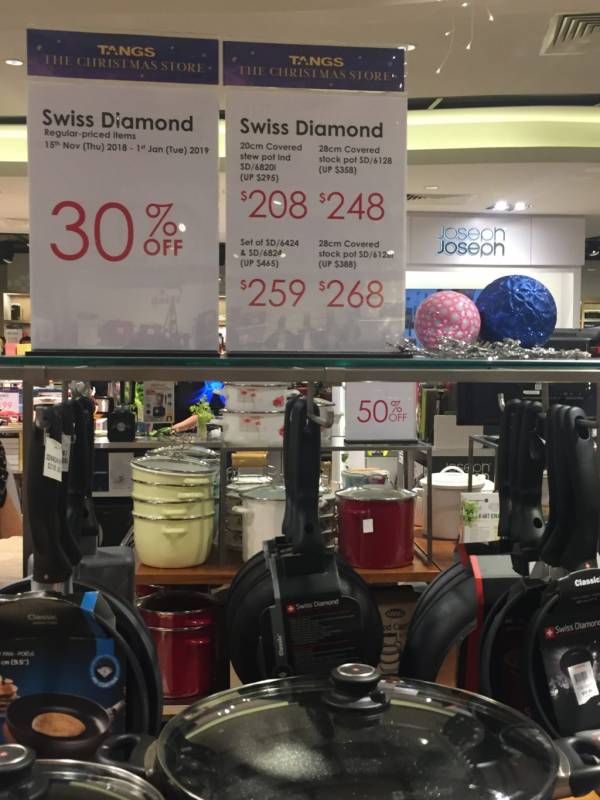 TANGS
THE CHRISTMAS STORE
Swiss Diamond
Regular-priced items
15th Nov (Thu) 2018 - 1st Jan (Tue) 2019
30% OFF
TANGS
THE CHRISTMAS STORE
Swiss Diamond
20cm Covered
stew pot ind
SD/6820i
(UP $295)
$208
28cm Covered
stock pot SD/6128
(UP $358)
$248
Set of SD/6424
& SD/6824
(UP $465)
$259
28cm Covered
stock pot
(UP $388)
$268
Joseph
Joseph
50% OFF
Swiss Diamond
Classic
Classic
Swiss Diamond
Classic